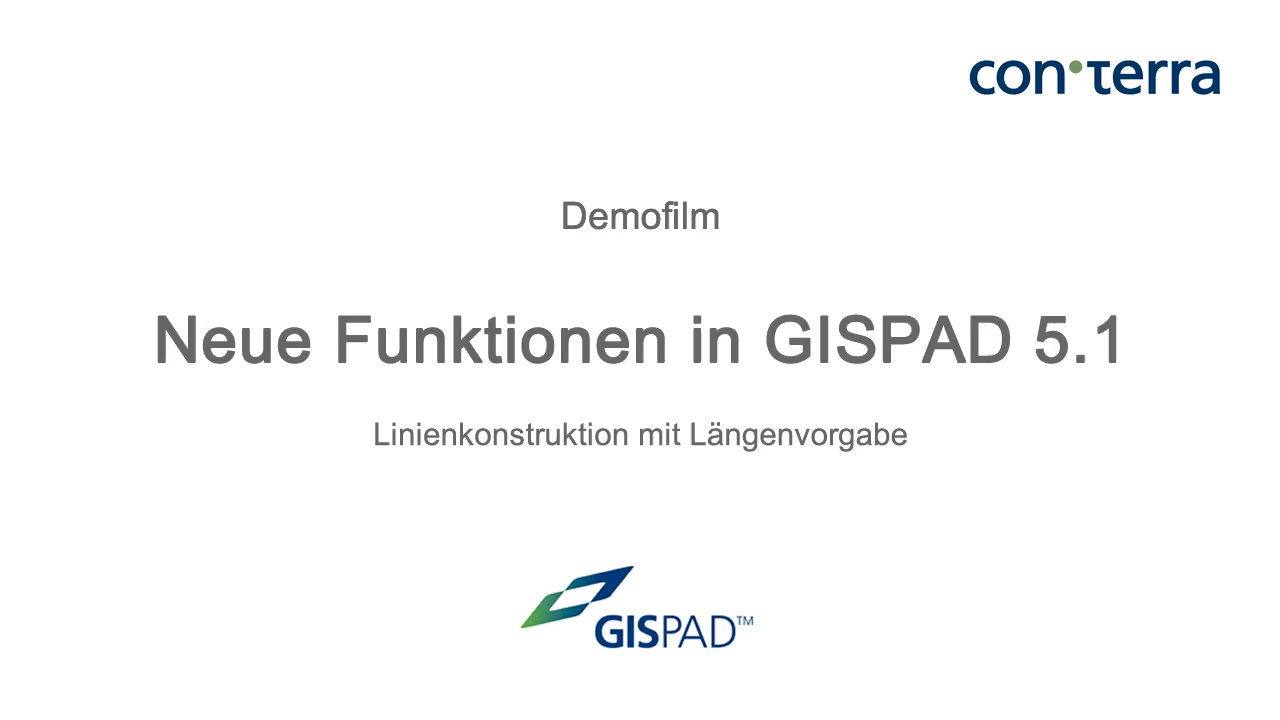 con terra
Demofilm
Neue Funktionen in GISPAD 5.1
Linienkonstruktion mit Längenvorgabe
GISPAD™